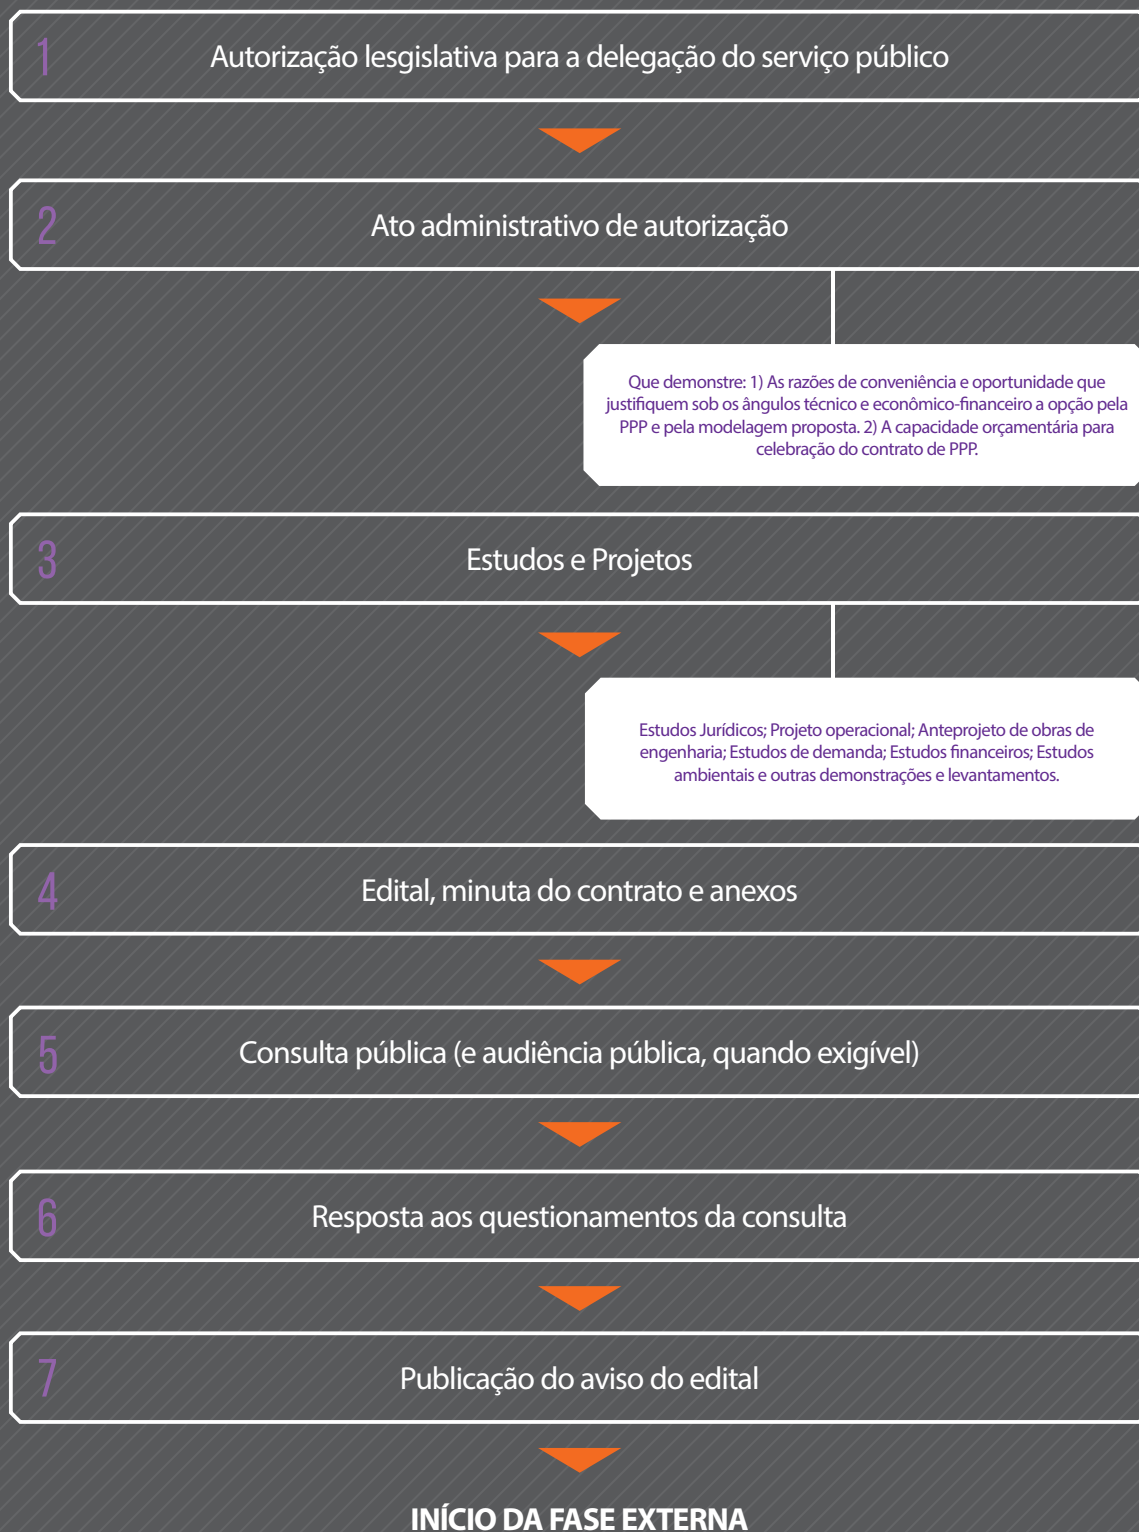 1
Autorização lesgislativa para a delegação do serviço público
2
Ato administrativo de autorização
Que demonstre: 1) As razões de conveniência e oportunidade que
justifiquem sob os ângulos técnico e econômico-financeiro a opção pela
PPP e pela modelagem proposta. 2) A capacidade orçamentária para
celebração do contrato de PPP.
3
Estudos e Projetos
Estudos Jurídicos; Projeto operacional; Anteprojeto de obras de
engenharia; Estudos de demanda; Estudos financeiros; Estudos
ambientais e outras demonstrações e levantamentos.
4
Edital, minuta do contrato e anexos
5
Consulta pública (e audiência pública, quando exigível)
6
Resposta aos questionamentos da consulta
7
Publicação do aviso do edital
INÍCIO DA FASE EXTERNA